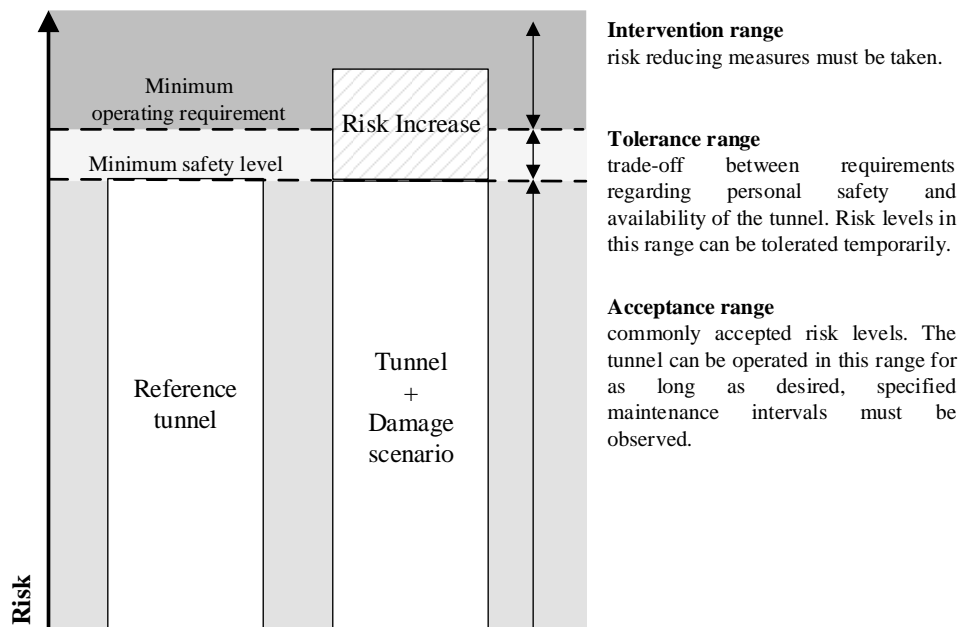 Minimum
operating requirement
Minimum safety level
Risk Increase
Reference
tunnel
Tunnel
+
Damage
scenario
Risk
Intervention range
risk reducing measures must be taken.
Tolerance range
trade-off between requirements
regarding personal safety and
availability of the tunnel. Risk levels in
this range can be tolerated temporarily.
Acceptance range
commonly accepted risk levels. The
tunnel can be operated in this range for
as long as desired, specified
maintenance intervals must be
observed.